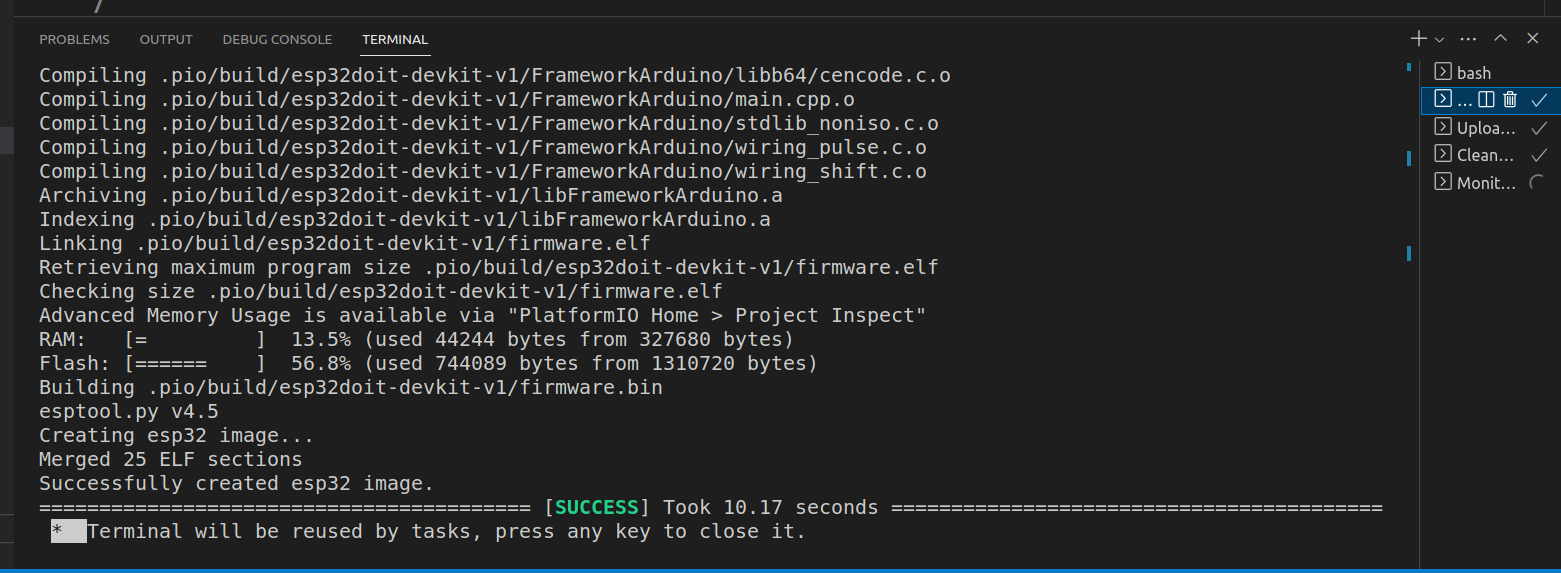 PROBLEMS OUTPUT DEBUG CONSOLE TERMINAL
Compiling .pio/build/esp32doit-devkit-v1/FrameworkArduino/libb64/cencode.c.o
Compiling .pio/build/esp32doit-devkit-v1/FrameworkArduino/main.cpp.o
Compiling .pio/build/esp32doit-devkit-v1/FrameworkArduino/stdlib_noniso.c.o
Compiling .pio/build/esp32doit-devkit-v1/FrameworkArduino/wiring_pulse.c.o
Compiling .pio/build/esp32doit-devkit-v1/FrameworkArduino/wiring_shift.c.o
Archiving .pio/build/esp32doit-devkit-v1/libFrameworkArduino.a
Indexing .pio/build/esp32doit-devkit-v1/libFrameworkArduino.a
Linking .pio/build/esp32doit-devkit-v1/firmware.elf
Retrieving maximum program size .pio/build/esp32doit-devkit-v1/firmware.elf
Checking size .pio/build/esp32doit-devkit-v1/firmware.elf
Advanced Memory Usage is available via "PlatformIO Home > Project Inspect"
RAM:   [=         ]  13.5% (used 44244 bytes from 327680 bytes)
Flash: [======    ]  56.8% (used 744089 bytes from 1310720 bytes)
Building .pio/build/esp32doit-devkit-v1/firmware.bin
esptool.py v4.5
Creating esp32 image...
Merged 25 ELF sections
Successfully created esp32 image.
========================================= [SUCCESS] Took 10.17 seconds =========================================
* Terminal will be reused by tasks, press any key to close it.
bash
...
Uploa...
Clean...
Monit...